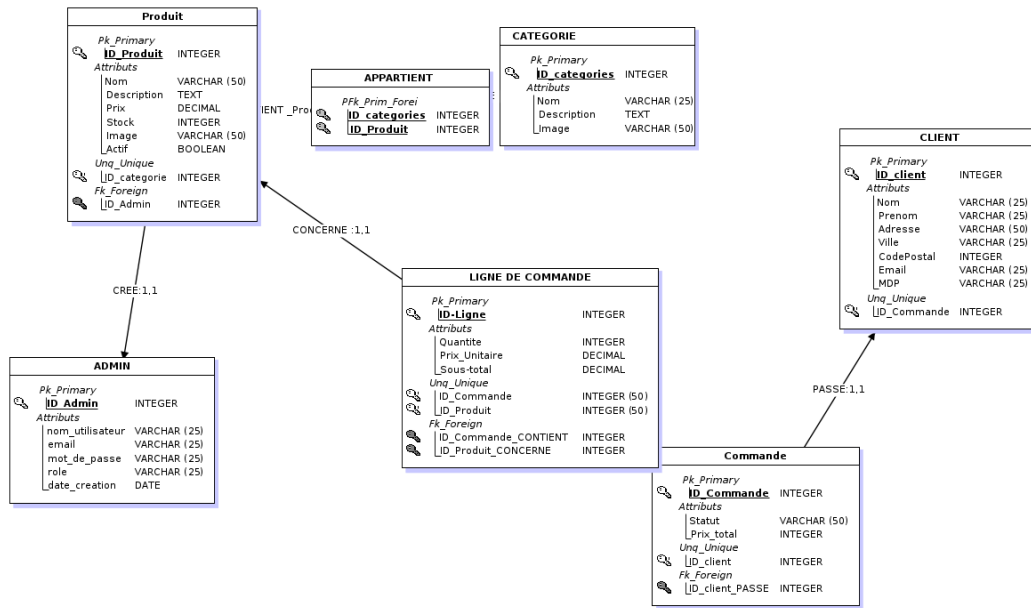 Produit
Pk_Primary
ID_Produit INTEGER
Attributs
Nom VARCHAR (50)
Description TEXT
Prix DECIMAL
Stock INTEGER
Image VARCHAR (50)
Actif BOOLEAN
Unq_Unique
ID_categorie INTEGER
Fk_Foreign
ID_Admin INTEGER
APPARTIENT
PFk_Prim_Forei
ID_categories INTEGER
ID_Produit INTEGER
CATEGORIE
Pk_Primary
ID_categories INTEGER
Attributs
Nom VARCHAR (25)
Description TEXT
Image VARCHAR (50)
CLIENT
Pk_Primary
ID_client INTEGER
Attributs
Nom VARCHAR (25)
Prenom VARCHAR (25)
Adresse VARCHAR (50)
Ville VARCHAR (25)
CodePostal INTEGER
Email VARCHAR (25)
MDP VARCHAR (25)
Unq_Unique
ID_Commande INTEGER
CONCERNE :1,1
CREE:1,1
LIGNE DE COMMANDE
Pk_Primary
ID-Ligne INTEGER
Attributs
Quantite INTEGER
Prix_Unitaire DECIMAL
Sous-total DECIMAL
Unq_Unique
ID_Commande INTEGER (50)
ID_Produit INTEGER (50)
Fk_Foreign
ID_Commande_CONTIENT INTEGER
ID_Produit_CONCERNE INTEGER
ADMIN
Pk_Primary
ID_Admin INTEGER
Attributs
nom_utilisateur VARCHAR (25)
email VARCHAR (25)
mot_de_passe VARCHAR (25)
role VARCHAR (25)
date_creation DATE
PASSE:1,1
Commande
Pk_Primary
ID_Commande INTEGER
Attributs
Statut VARCHAR (50)
Prix_total INTEGER
Unq_Unique
ID_client INTEGER
Fk_Foreign
ID_client_PASSE INTEGER